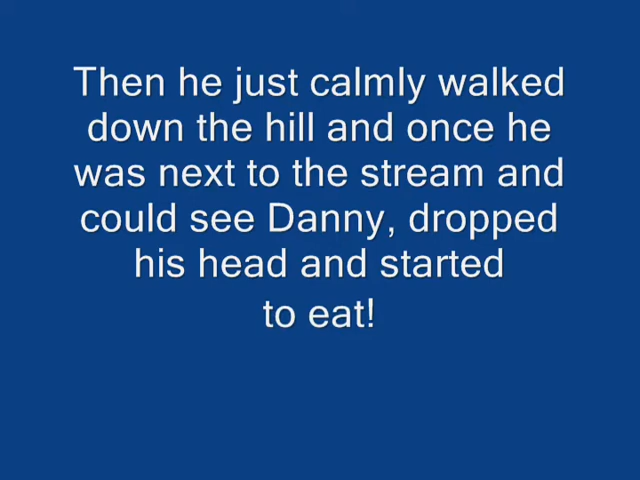 Then he just calmly walked
down the hill and once he
was next to the stream and
could see Danny, dropped
his head and started
to eat!